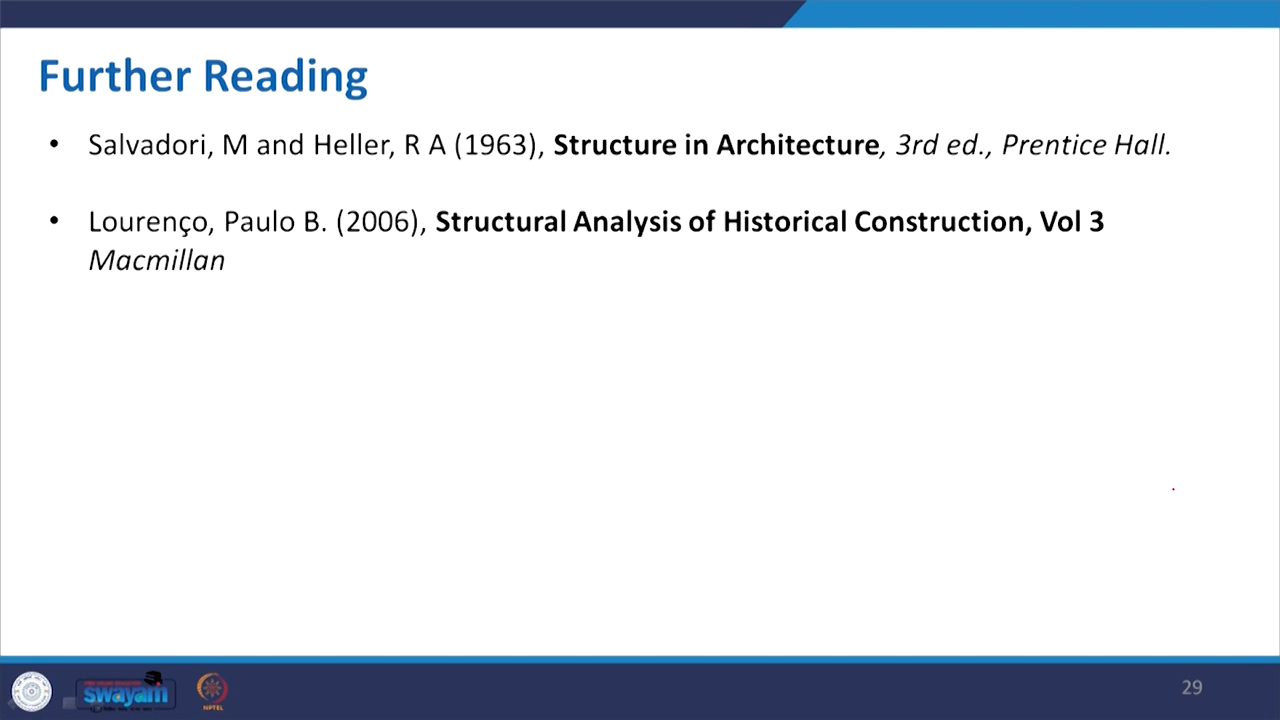 Further Reading
• Salvadori, M and Heller, R A (1963), Structure in Architecture, 3rd ed., Prentice Hall.
• Lourenço, Paulo B. (2006), Structural Analysis of Historical Construction, Vol 3
Macmillan
swayam
NPTEL
29